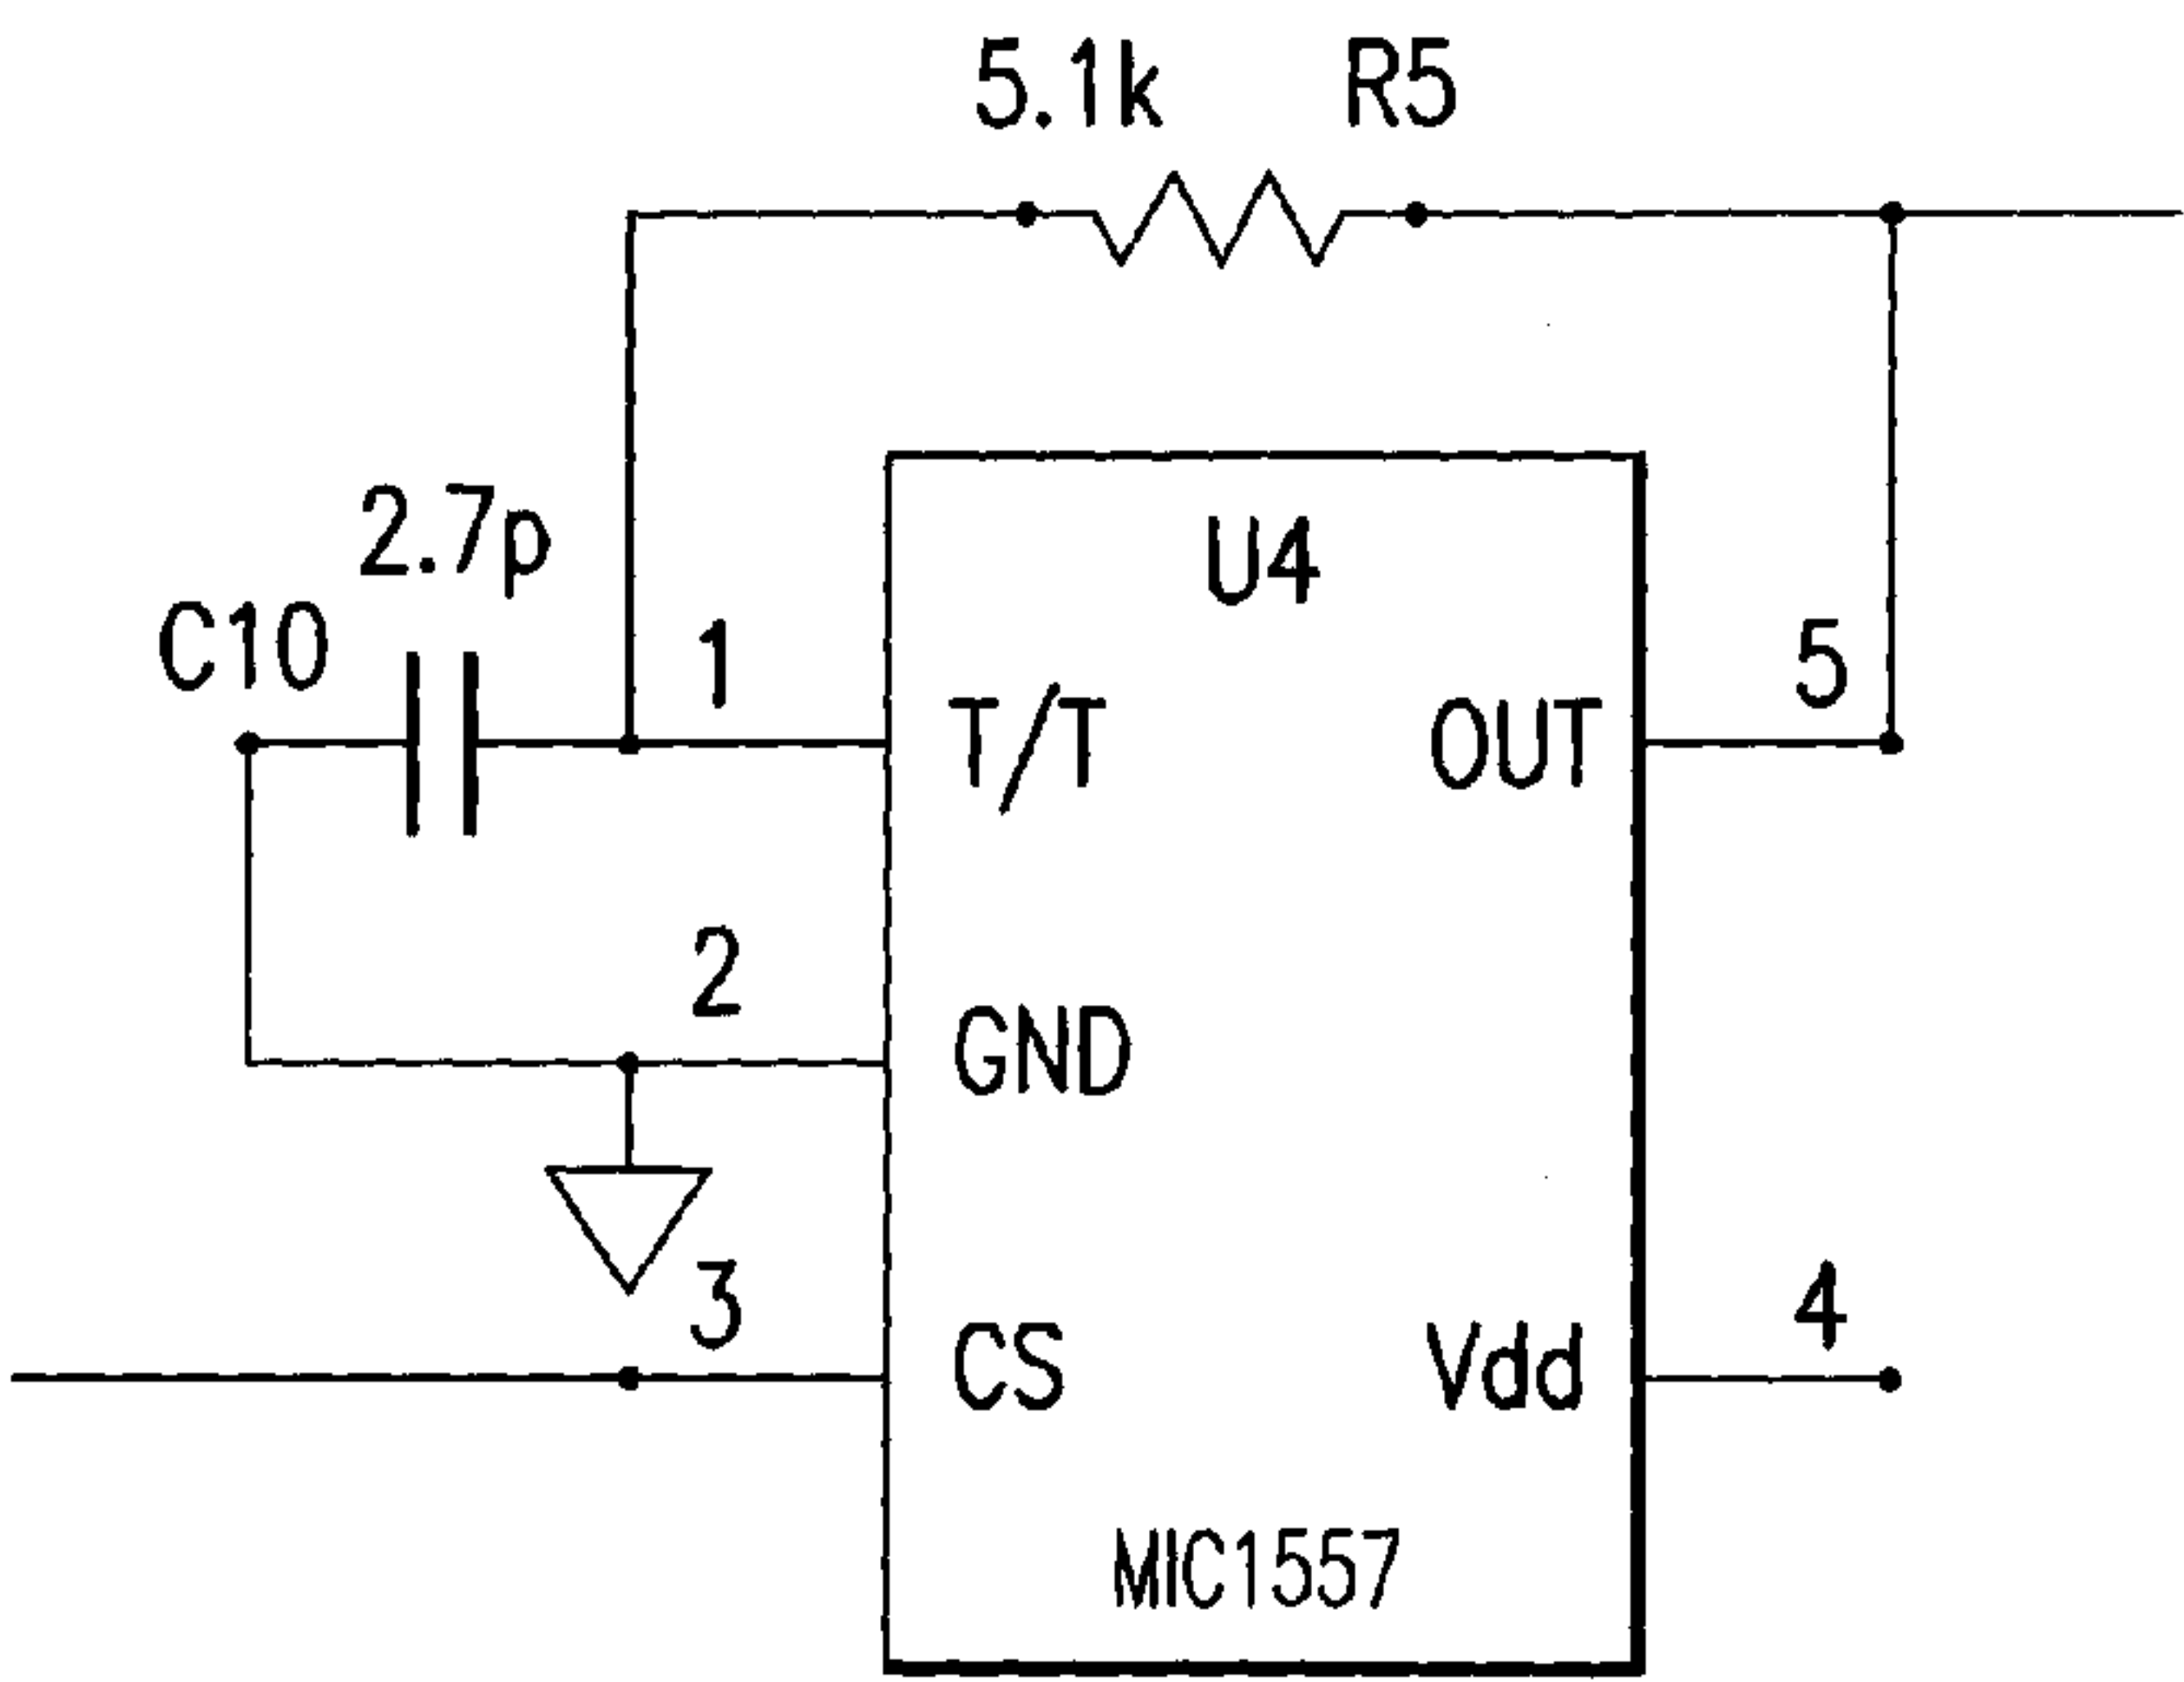 5.1k R5
2.7p
C10
U4
1
5
T/T
OUT
2
GND
3
4
CS
Vdd
MIC1557